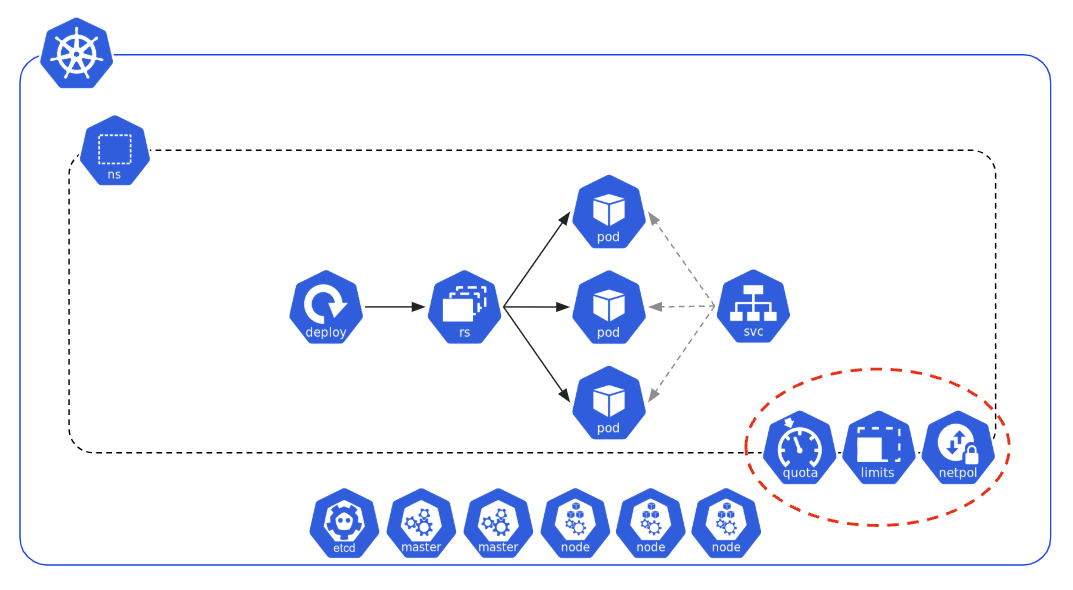 ns
pod
deploy
rs
pod
svc
pod
quota
limits
netpol
etcd
master
master
node
node
node